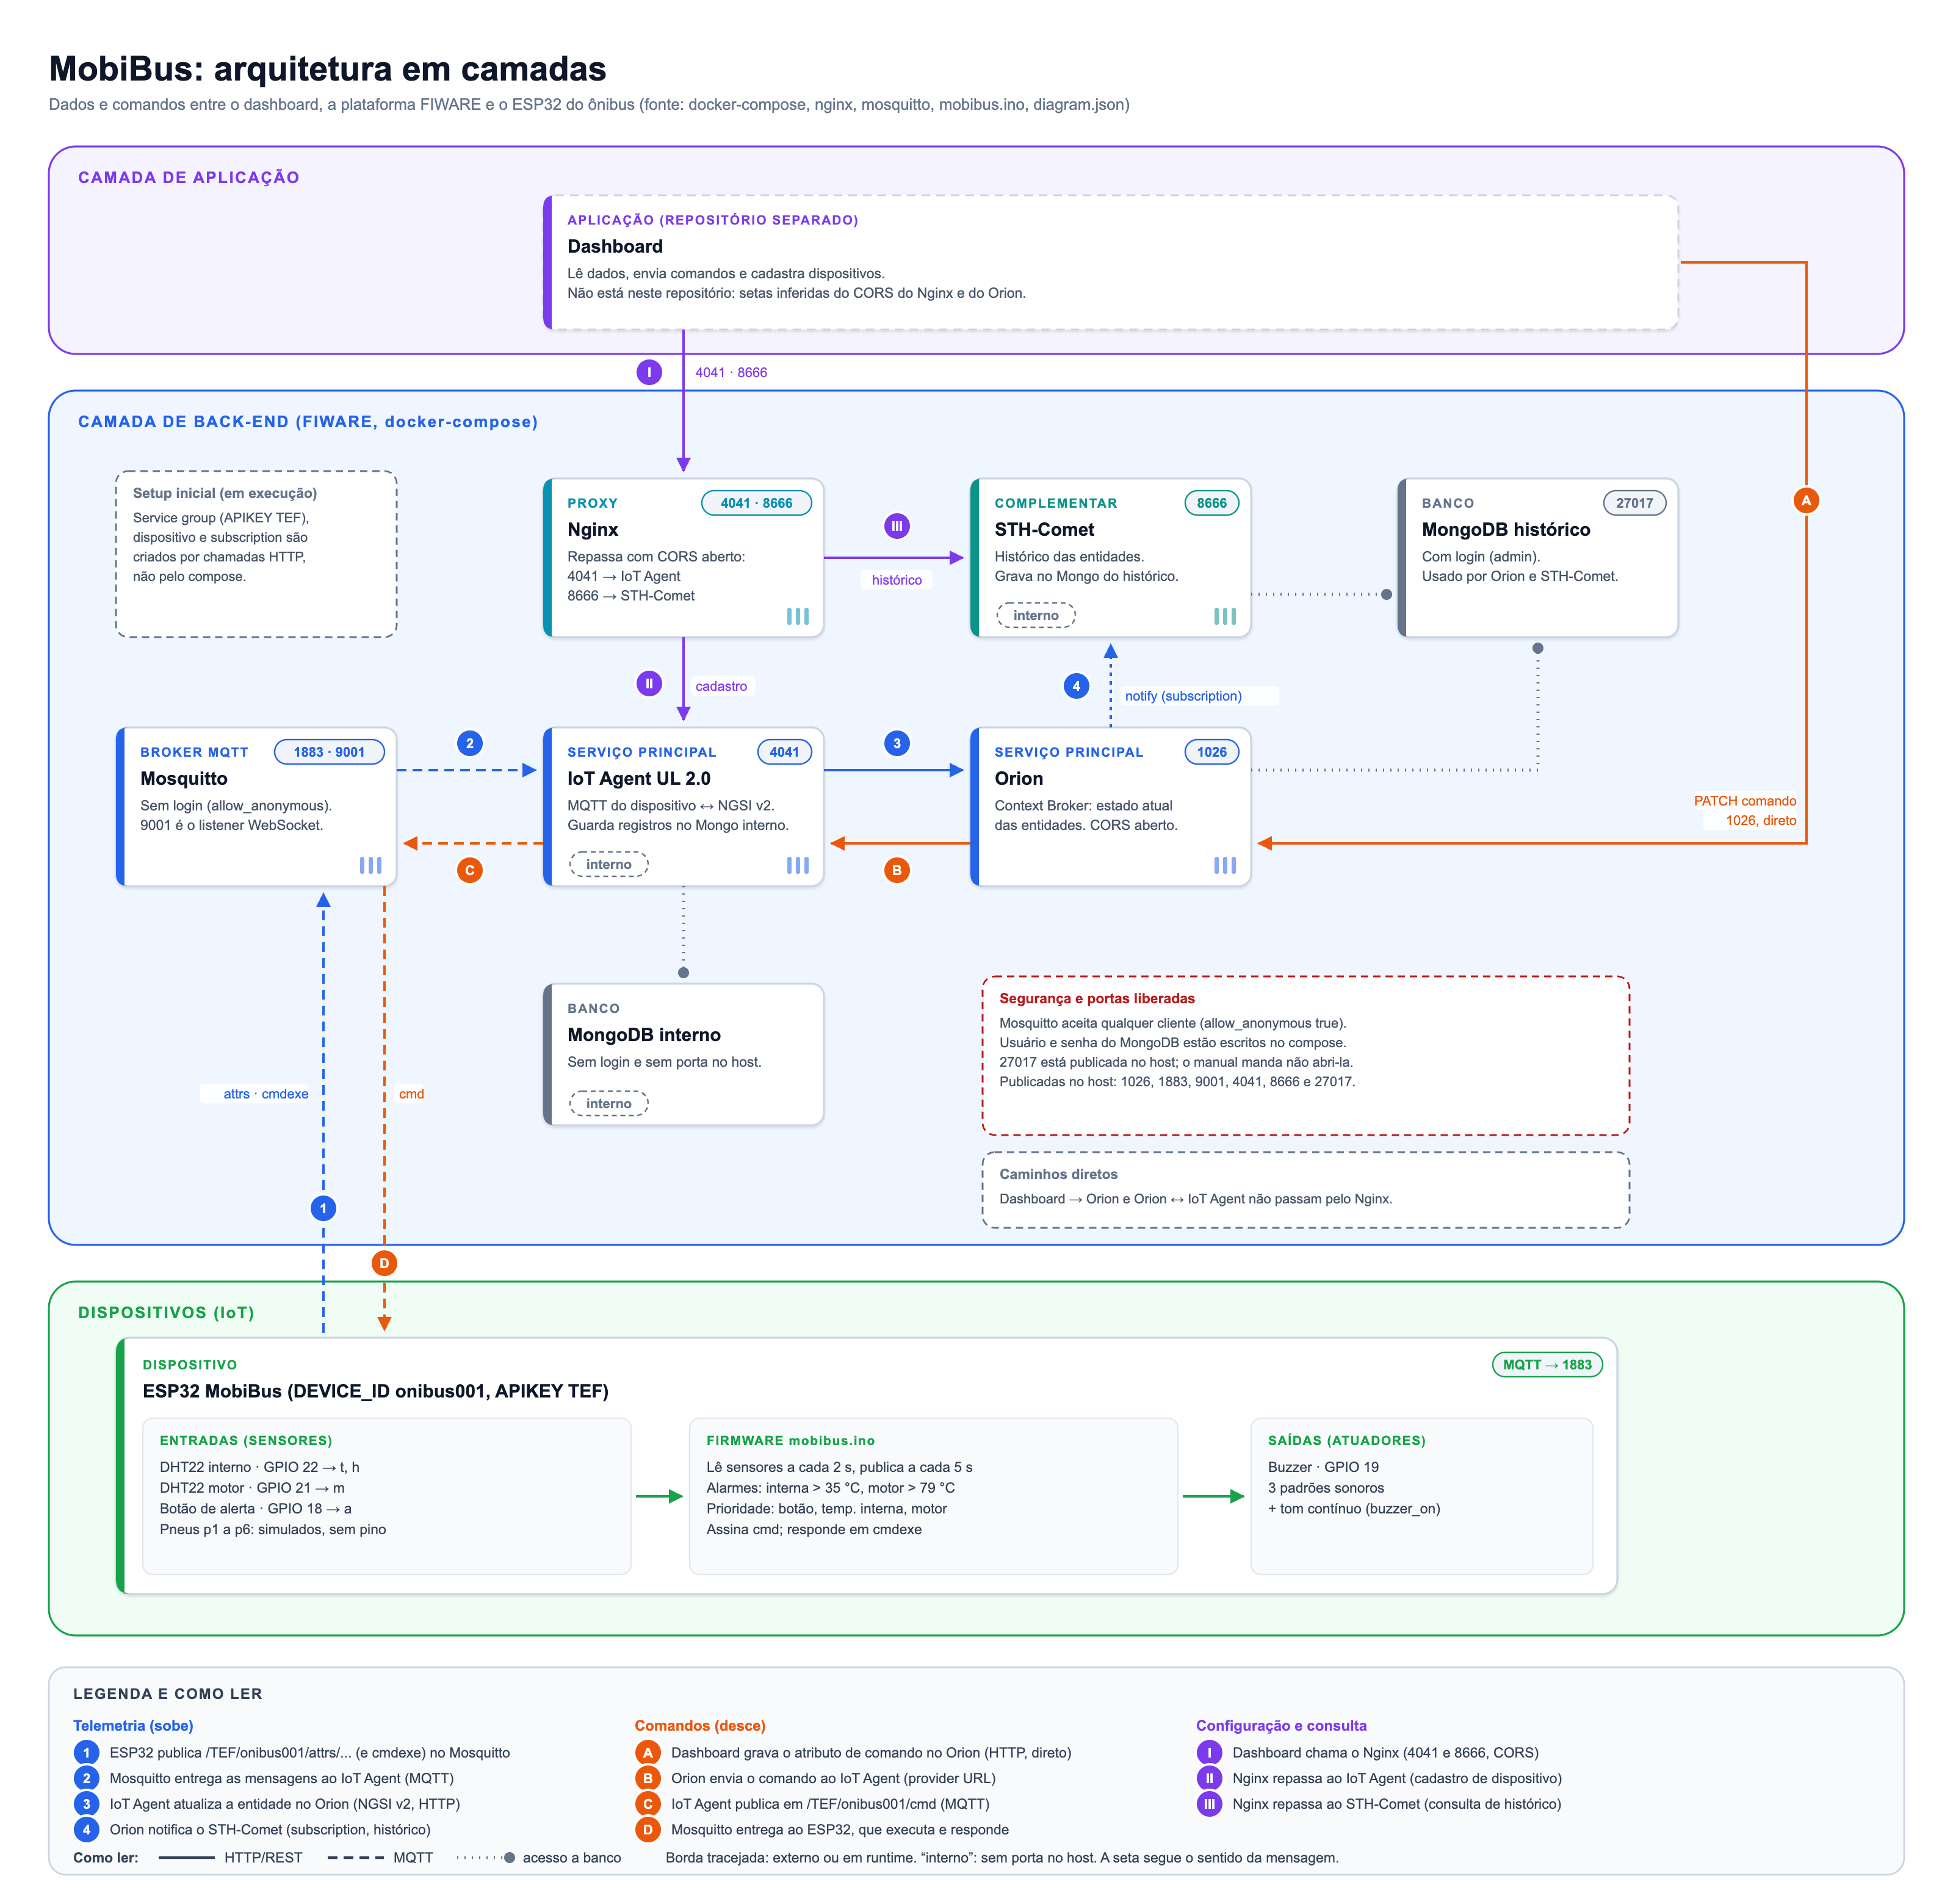 MobiBus: arquitetura em camadas
Dados e comandos entre o dashboard, a plataforma FIWARE e o ESP32 do ônibus (fonte: docker-compose, nginx, mosquitto, mobibus.ino, diagram.json)
CAMADA DE APLICAÇÃO
APLICAÇÃO (REPOSITÓRIO SEPARADO)
Dashboard
Lê dados, envia comandos e cadastra dispositivos.
Não está neste repositório: setas inferidas do CORS do Nginx e do Orion.
I
4041 · 8666
CAMADA DE BACK-END (FIWARE, docker-compose)
Setup inicial (em execução)
Service group (APIKEY TEF),
dispositivo e subscription são
criados por chamadas HTTP,
não pelo compose.
PROXY
4041 · 8666
Nginx
Repassa com CORS aberto:
4041 → IoT Agent
8666 → STH-Comet
III
histórico
COMPLEMENTAR
8666
STH-Comet
Histórico das entidades.
Grava no Mongo do histórico.
interno
BANCO
27017
MongoDB histórico
Com login (admin).
Usado por Orion e STH-Comet.
A
II
cadastro
4
notify (subscription)
BROKER MQTT
1883 · 9001
Mosquitto
Sem login (allow_anonymous).
9001 é o listener WebSocket.
2
C
SERVIÇO PRINCIPAL
4041
IoT Agent UL 2.0
MQTT do dispositivo ↔ NGSI v2.
Guarda registros no Mongo interno.
interno
3
B
SERVIÇO PRINCIPAL
1026
Orion
Context Broker: estado atual
das entidades. CORS aberto.
PATCH comando
1026, direto
BANCO
MongoDB interno
Sem login e sem porta no host.
interno
Segurança e portas liberadas
Mosquitto aceita qualquer cliente (allow_anonymous true).
Usuário e senha do MongoDB estão escritos no compose.
27017 está publicada no host; o manual manda não abri-la.
Publicadas no host: 1026, 1883, 9001, 4041, 8666 e 27017.
attrs · cmdexe
cmd
Caminhos diretos
Dashboard → Orion e Orion ↔ IoT Agent não passam pelo Nginx.
1
D
DISPOSITIVOS (IoT)
DISPOSITIVO
MQTT → 1883
ESP32 MobiBus (DEVICE_ID onibus001, APIKEY TEF)
ENTRADAS (SENSORES)
DHT22 interno · GPIO 22 → t, h
DHT22 motor · GPIO 21 → m
Botão de alerta · GPIO 18 → a
Pneus p1 a p6: simulados, sem pino
FIRMWARE mobibus.ino
Lê sensores a cada 2 s, publica a cada 5 s
Alarmes: interna > 35 °C, motor > 79 °C
Prioridade: botão, temp. interna, motor
Assina cmd; responde em cmdexe
SAÍDAS (ATUADORES)
Buzzer · GPIO 19
3 padrões sonoros
+ tom contínuo (buzzer_on)
LEGENDA E COMO LER
Telemetria (sobe)
1 ESP32 publica /TEF/onibus001/attrs/... (e cmdexe) no Mosquitto
2 Mosquitto entrega as mensagens ao IoT Agent (MQTT)
3 IoT Agent atualiza a entidade no Orion (NGSI v2, HTTP)
4 Orion notifica o STH-Comet (subscription, histórico)
Comandos (desce)
A Dashboard grava o atributo de comando no Orion (HTTP, direto)
B Orion envia o comando ao IoT Agent (provider URL)
C IoT Agent publica em /TEF/onibus001/cmd (MQTT)
D Mosquitto entrega ao ESP32, que executa e responde
Configuração e consulta
I Dashboard chama o Nginx (4041 e 8666, CORS)
II Nginx repassa ao IoT Agent (cadastro de dispositivo)
III Nginx repassa ao STH-Comet (consulta de histórico)
Como ler: HTTP/REST MQTT acesso a banco Borda tracejada: externo ou em runtime. “interno”: sem porta no host. A seta segue o sentido da mensagem.